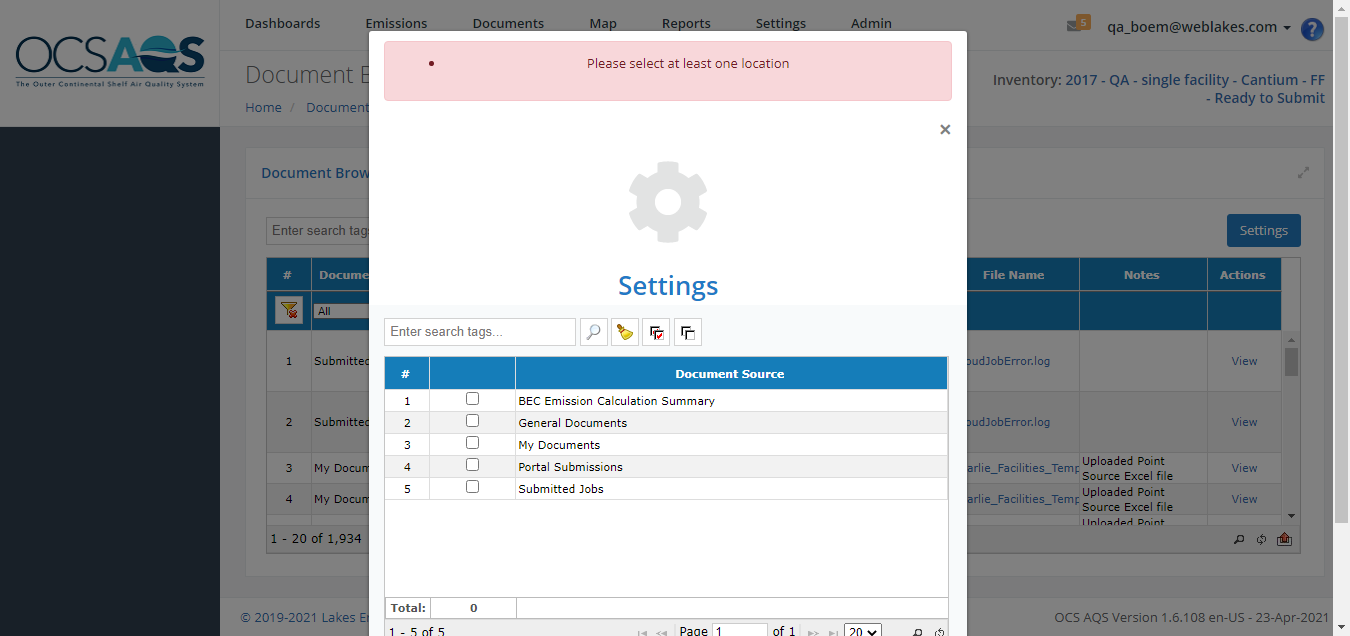 OCSAQS
The Outer Continental Shelf Air Quality System
Dashboards Emissions Documents Map Reports Settings Admin
5
qa_boem@weblakes.com
?
Document B
Home / Document
Inventory: 2017 - QA - single facility - Cantium - FF
- Ready to Submit
Please select at least one location
×
Document Brow
Enter search tags
Settings
Settings
# Docume File Name Notes Actions
All
1 Submitted oudJobError.log View
2 Submitted oudJobError.log View
3 My Docum arlie_Facilities_Temp Uploaded Point
Source Excel file View
4 My Docum arlie_Facilities_Temp Uploaded Point
Source Excel file View
Uploaded Point
1 - 20 of 1,934
Enter search tags...
# Document Source
1 BEC Emission Calculation Summary
2 General Documents
3 My Documents
4 Portal Submissions
5 Submitted Jobs
Total: 0
1 - 5 of 5 Page 1 of 1 20
© 2019-2021 Lakes E
OCS AQS Version 1.6.108 en-US - 23-Apr-2021